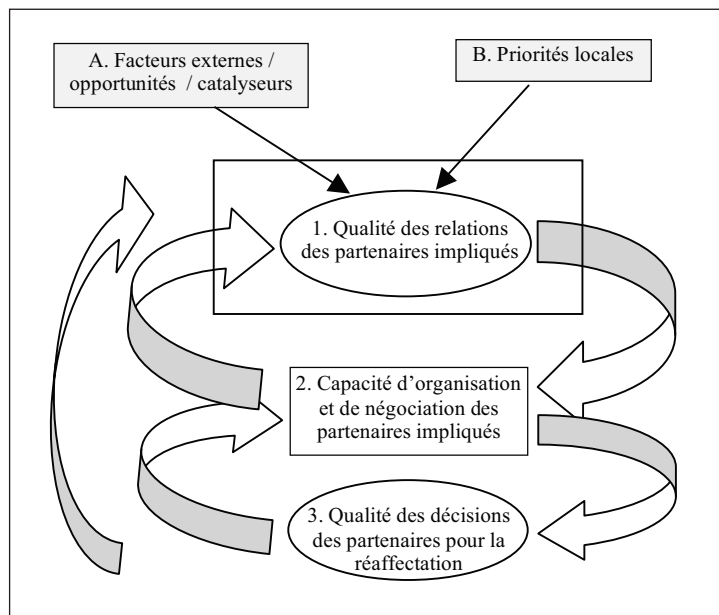 A. Facteurs externes /
opportunités / catalyseurs
B. Priorités locales
1. Qualité des relations
des partenaires impliqués
2. Capacité d’organisation
et de négociation des
partenaires impliqués
3. Qualité des décisions
des partenaires pour la
réaffectation